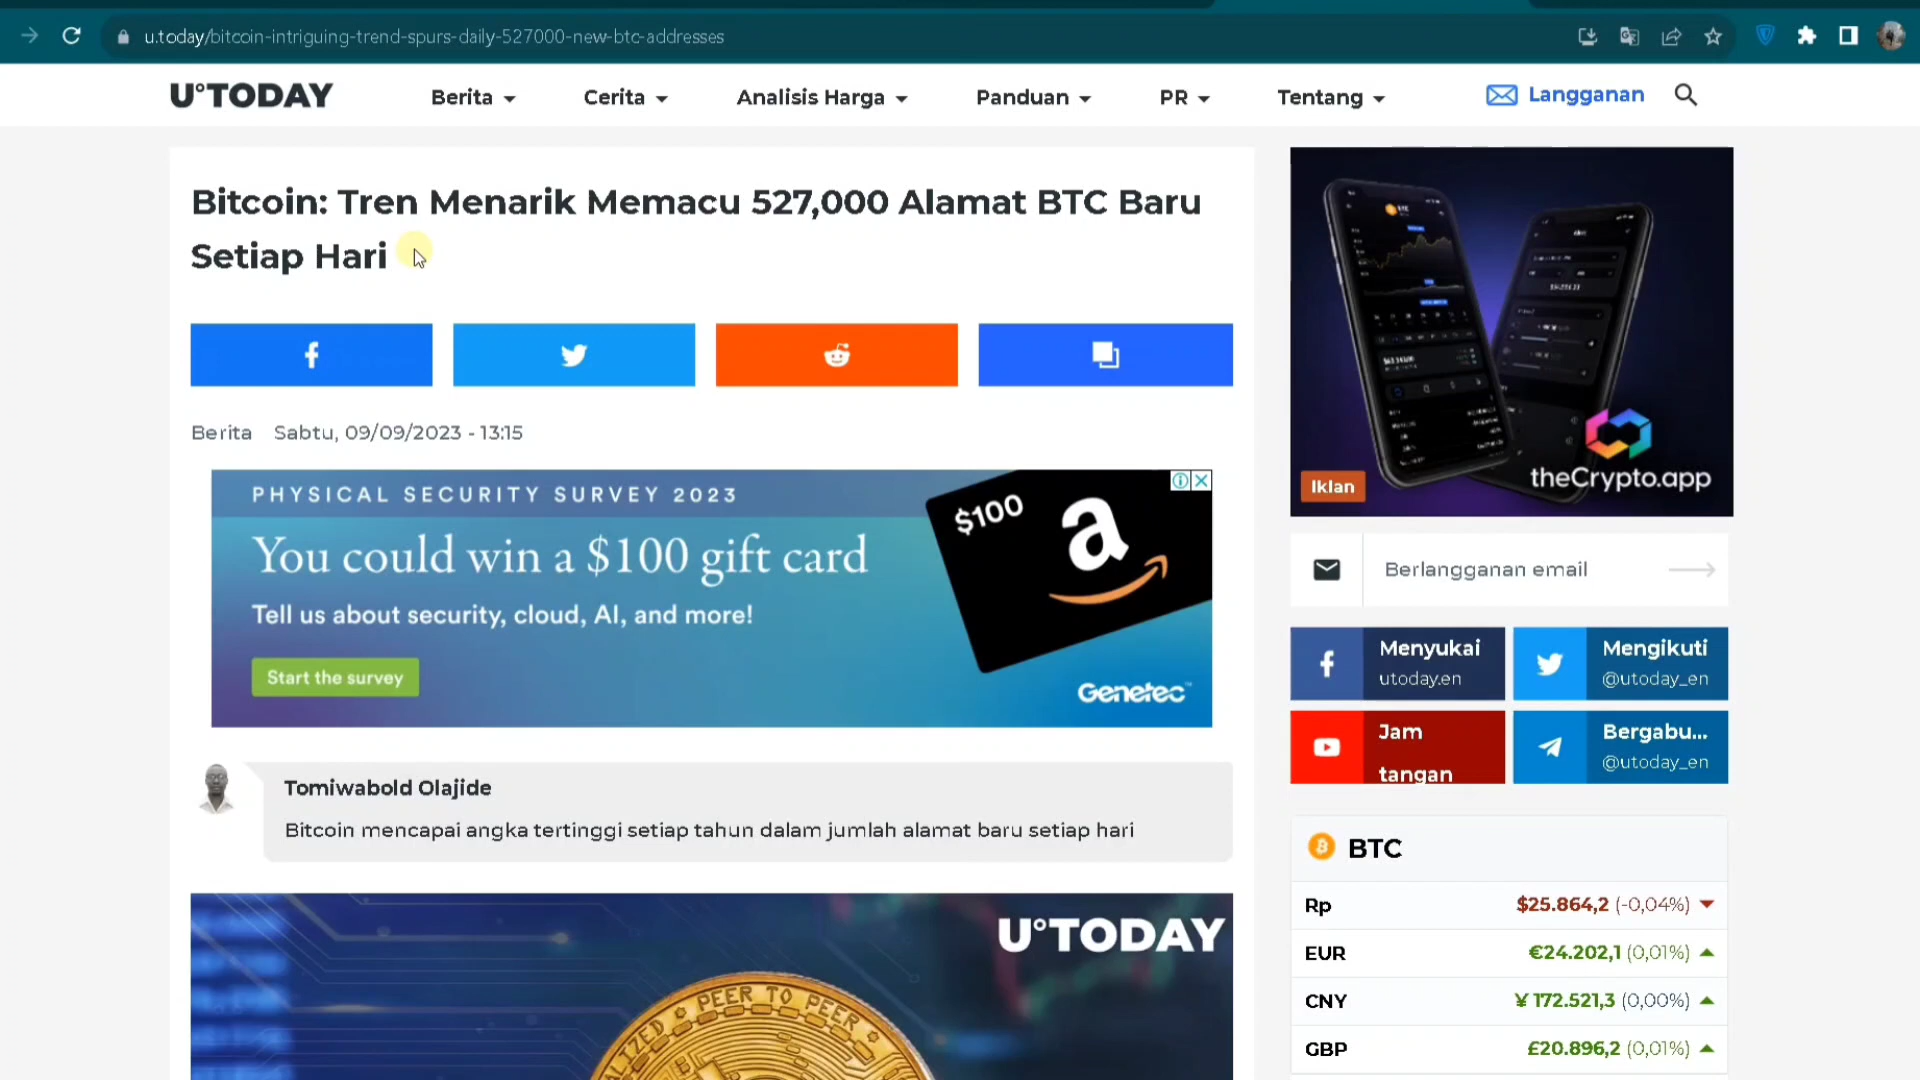 u.today/bitcoin-intriguing-trend-spurs-daily-527000-new-btc-addresses
U°TODAY
Berita
Cerita
Analisis Harga
Panduan
PR
Tentang
Langganan
Bitcoin: Tren Menarik Memacu 527,000 Alamat BTC Baru
Setiap Hari
Berita Sabtu, 09/09/2023 - 13:15
PHYSICAL SECURITY SURVEY 2023
You could win a $100 gift card
Tell us about security, cloud, AI, and more!
Start the survey
$100
Genetec™
Tomiwabold Olajide
Bitcoin mencapai angka tertinggi setiap tahun dalam jumlah alamat baru setiap hari
U°TODAY
PEER TO PEER
Iklan
theCrypto.app
Berlangganan email
Menyukai
utoday.en
Mengikuti
@utoday_en
Jam
tangan
Bergabu...
@utoday_en
BTC
Rp $25.864,2 (-0,04%)
EUR €24.202,1 (0,01%)
CNY ¥172.521,3 (0,00%)
GBP £20.896,2 (0,01%)